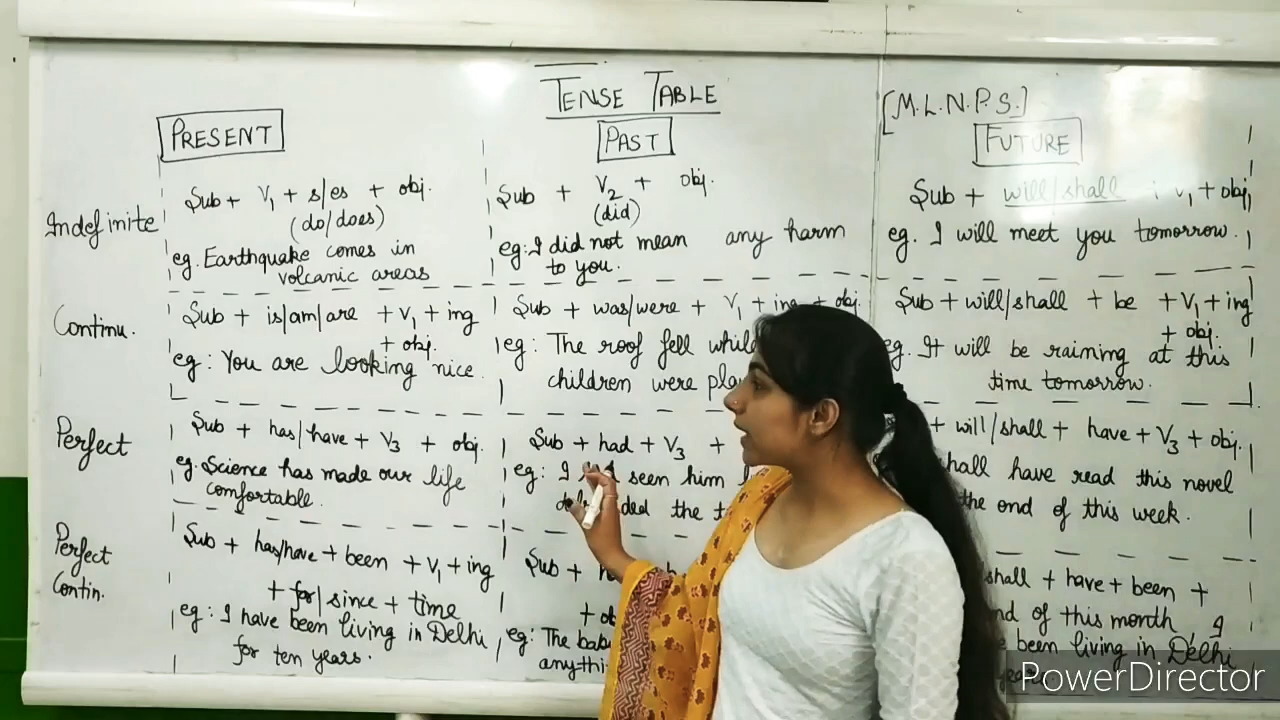 TENSE TABLE
[M.L.N.P.S.]
PRESENT
PAST
FUTURE
Indefinite
Sub + V1 + s/es + obj.
(do/does)
eg. Earthquake comes in
volcanic areas
Sub + V2 + obj.
(did)
eg: I did not mean any harm
to you.
Sub + will/shall + V1 + obj
eg. I will meet you tomorrow.
Continu.
Sub + is/am/are + V1 + ing
+ obj.
eg: You are looking nice.
Sub + was/were + V1 + ing + obj.
eg: The roof fell while
children were
Sub + will/shall + be + V1 + ing
+ obj.
eg. It will be raining at this
time tomorrow.
Perfect
Sub + has/have + V3 + obj.
eg. Science has made our life
comfortable.
Sub + had + V3 +
eg: I seen him
the
+ will/shall + have + V3 + obj.
have read this novel
the end of this week.
Perfect
Contin.
Sub + has/have + been + V1 + ing
+ for/since + time
eg: I have been living in Delhi
for ten years.
Sub +
+
eg: The
shall + have + been +
of this month, I
been living in Delhi
PowerDirector